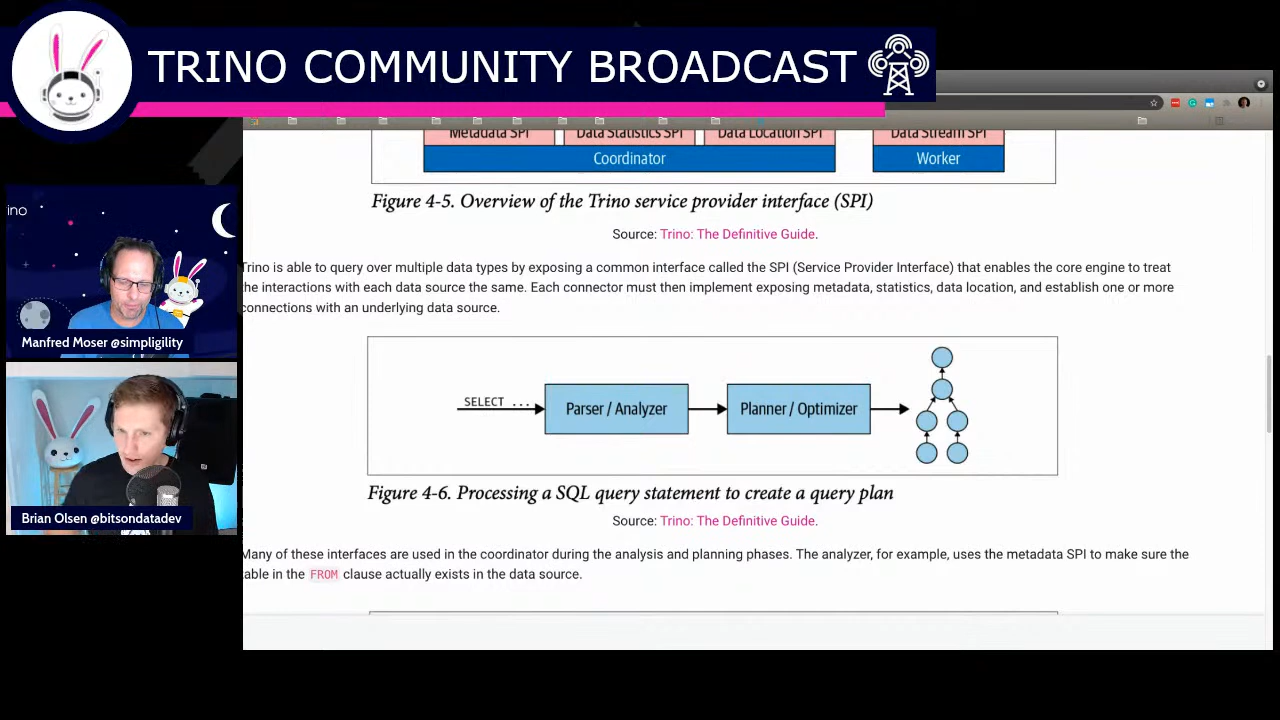 TRINO COMMUNITY BROADCAST
Metadata SPI
Data Statistics SPI
Data Location SPI
Data Stream SPI
Coordinator
Worker
Figure 4-5. Overview of the Trino service provider interface (SPI)
Source: Trino: The Definitive Guide.
Trino is able to query over multiple data types by exposing a common interface called the SPI (Service Provider Interface) that enables the core engine to treat
the interactions with each data source the same. Each connector must then implement exposing metadata, statistics, data location, and establish one or more
connections with an underlying data source.
SELECT ...
Parser / Analyzer
Planner / Optimizer
Figure 4-6. Processing a SQL query statement to create a query plan
Source: Trino: The Definitive Guide.
Many of these interfaces are used in the coordinator during the analysis and planning phases. The analyzer, for example, uses the metadata SPI to make sure the
table in the FROM clause actually exists in the data source.
ino
Manfred Moser @simpligility
Brian Olsen @bitsondatadev